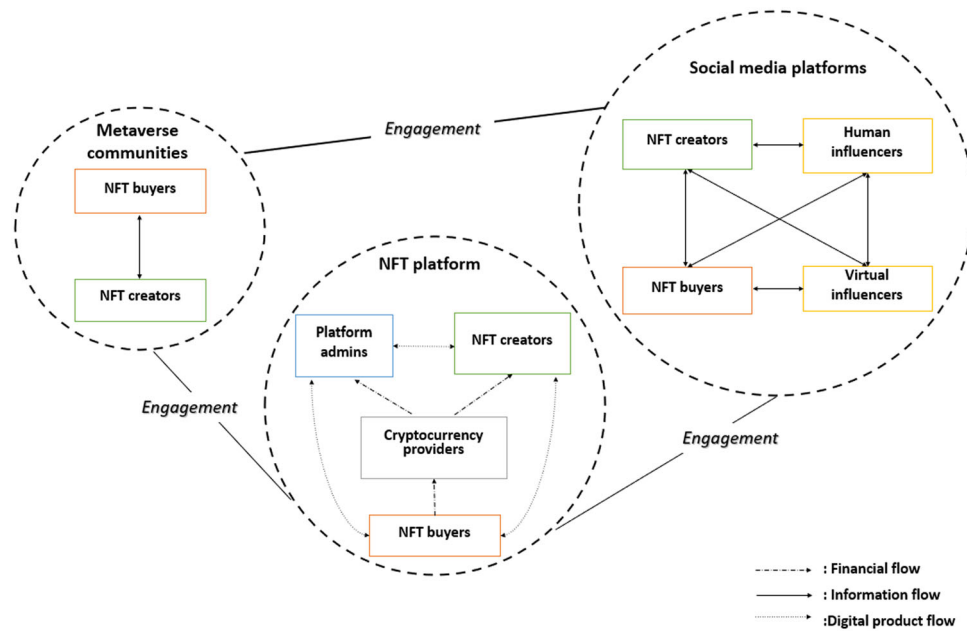 Social media platforms
Engagement
Metaverse
communities
NFT buyers
NFT creators
NFT creators
Human
influencers
NFT buyers
Virtual
influencers
NFT platform
Platform
admins
NFT creators
Cryptocurrency
providers
NFT buyers
Engagement
Engagement
: Financial flow
: Information flow
:Digital product flow